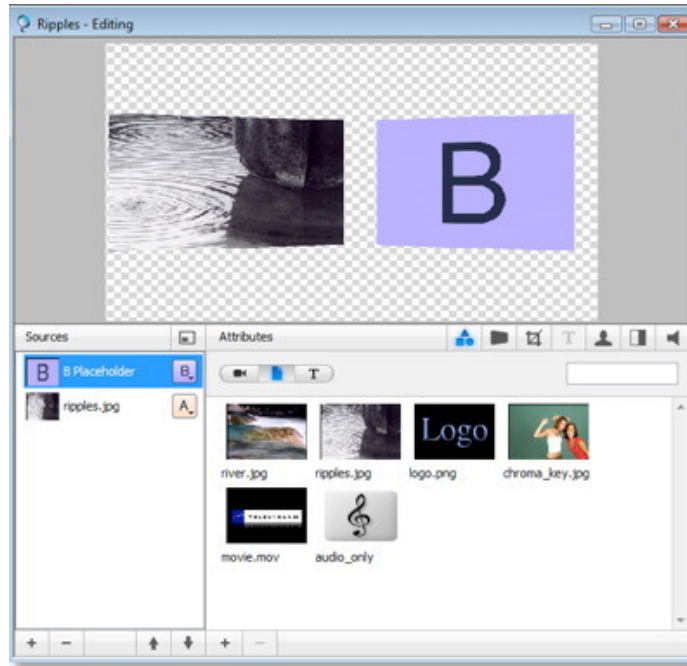 Ripples - Editing
B
Sources
Attributes
T
B
B Placeholder
B
T
ripples.jpg
A
Logo
river.jpg
ripples.jpg
logo.png
chroma_key.jpg
TELESTREAM
movie.mov
audio_only